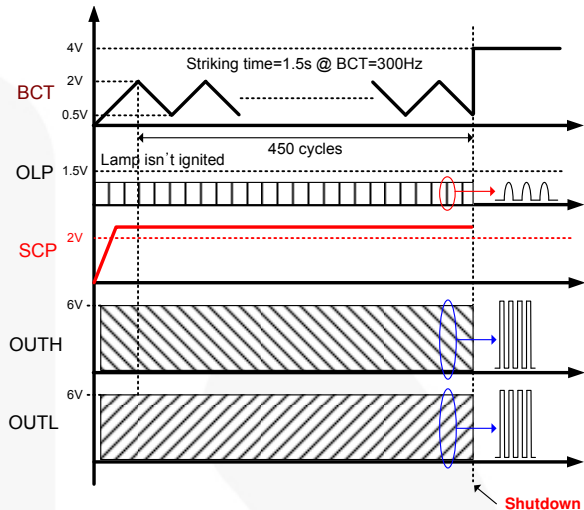 4V
Striking time=1.5s @ BCT=300Hz
2V
BCT
0.5V
450 cycles
Lamp isn`t ignited
OLP
1.5V
SCP
2V
6V
OUTH
6V
OUTL
Shutdown